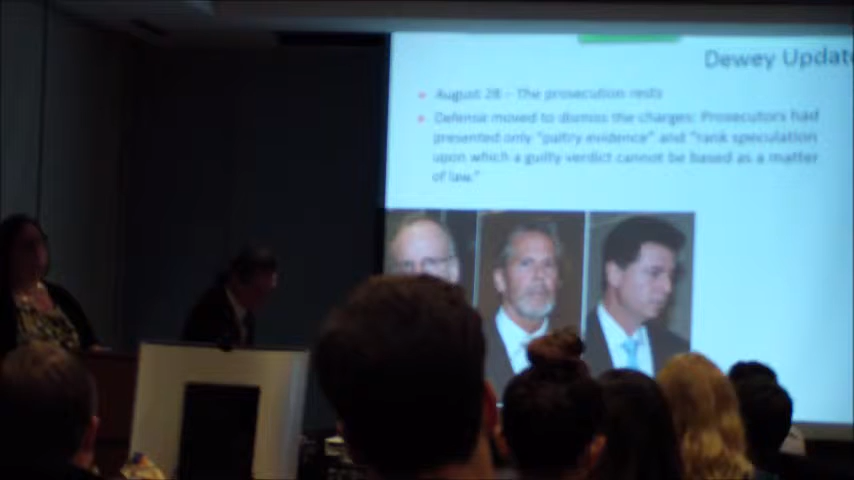 Dewey Updat
August 28 – The prosecution rests
Defense moved to dismiss the charges: Prosecutors had
presented only "paltry evidence" and "rank speculation
upon which a guilty verdict cannot be based as a matter
of law."